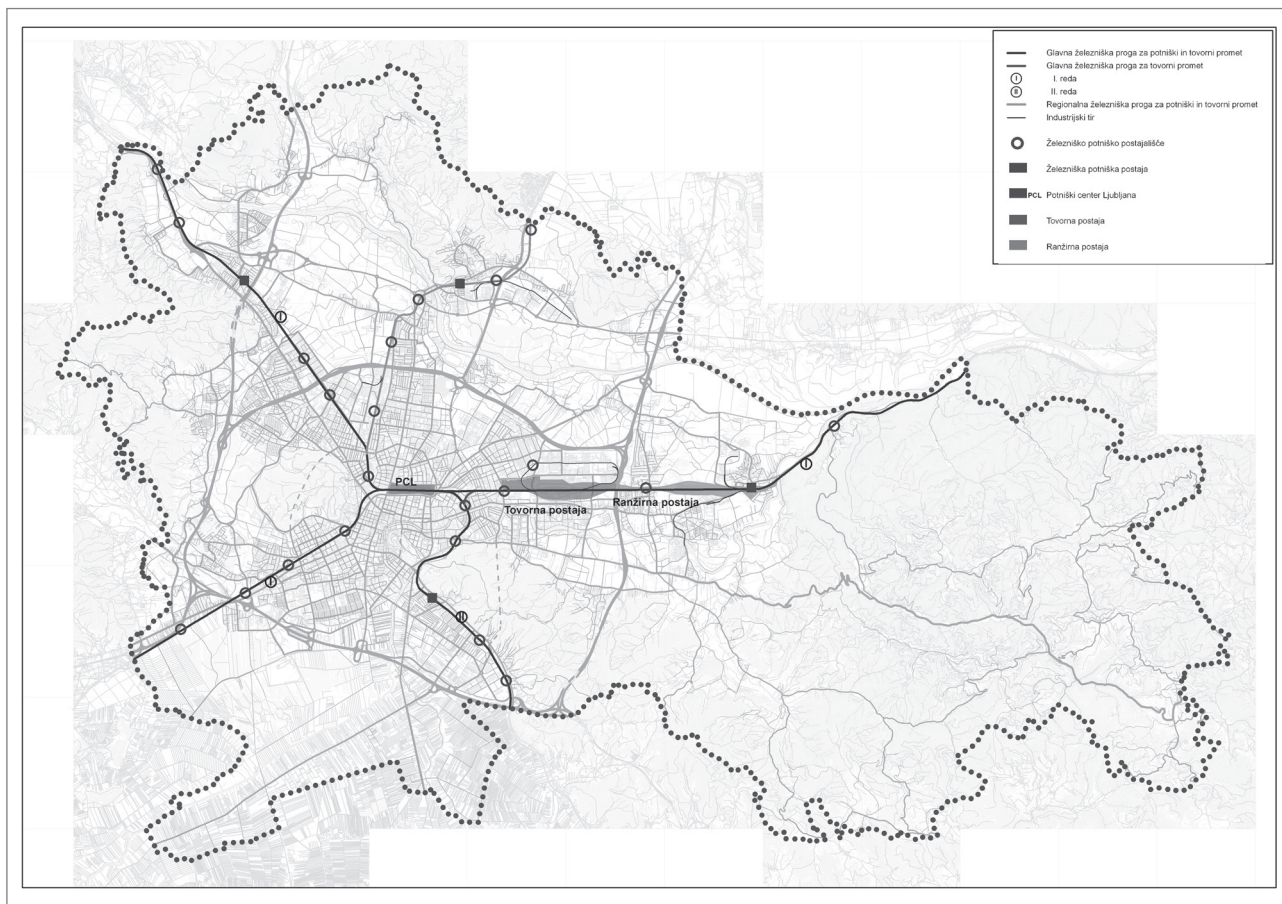 Glavna železniška proga za potniški in tovorni promet
Glavna železniška proga za tovorni promet
I I. reda
II II. reda
Regionalna železniška proga za potniški in tovorni promet
Industrijski tir
Železniško potniško postajališče
Železniška potniška postaja
PCL Potniški center Ljubljana
Tovorna postaja
Ranžirna postaja
I
I
PCL
Tovorna postaja
Ranžirna postaja
I
II